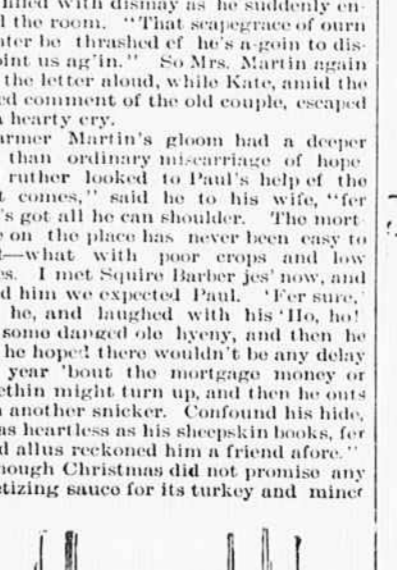 filled with dismay as he suddenly en-
the room. "That scapegrace of ourn
be thrashed ef he's a-goin to dis-
us ag'in." So Mrs. Martin again
the letter aloud, while Kate, amid the
comment of the old couple, escaped
a hearty cry.
Martin's gloom had a deeper
than ordinary miscarriage of hope
ruther looked to Paul's help ef the
comes," said he to his wife, "fer
's got all he can shoulder. The mort-
on the place has never been easy to
—what with poor crops and low
I met Squire Barber jes' now, and
him we expected Paul. 'Fer sure,'
he, and laughed with his 'Ho, ho!
some danged ole hyeny, and then he
he hoped there wouldn't be any delay
year 'bout the mortgage money or
ethin might turn up, and then he outs
another snicker. Confound his hide,
as heartless as his sheepskin books, fer
allus reckoned him a friend afore."
hough Christmas did not promise any
etizing sauce for its turkey and mince